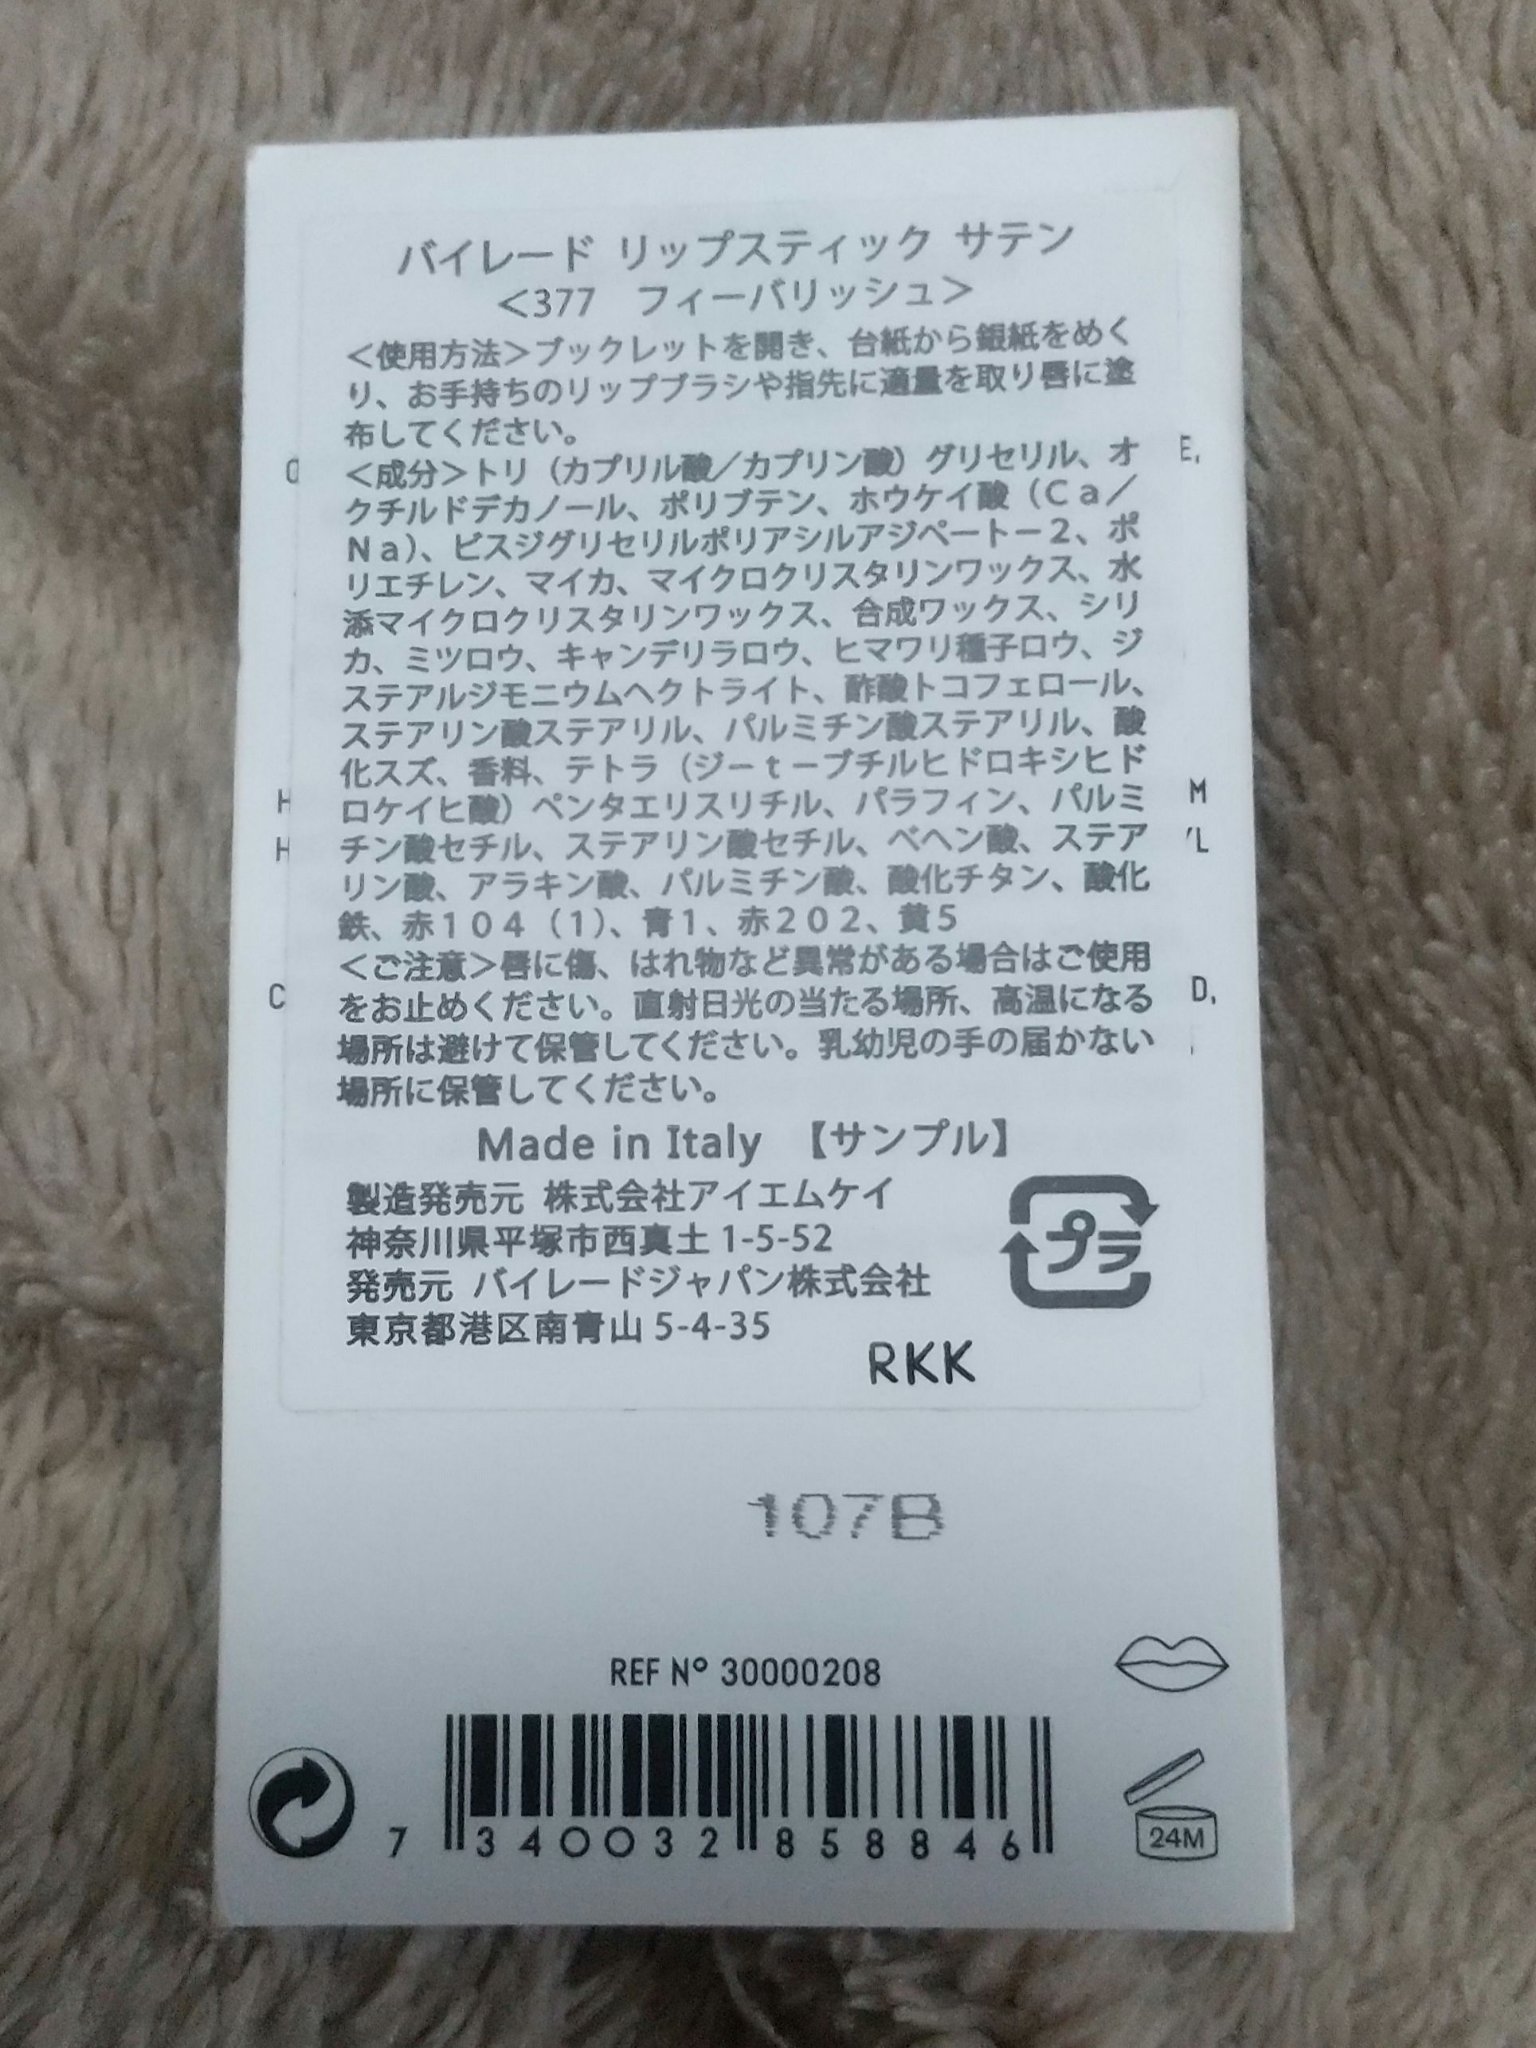 バイレード リップスティック サテン
＜377　フィーバリッシュ＞
＜使用方法＞ブックレットを開き、台紙から銀紙をめく
り、お手持ちのリップブラシや指先に適量を取り唇に塗
布してください。
＜成分＞トリ（カプリル酸／カプリン酸）グリセリル、オ
クチルドデカノール、ポリブテン、ホウケイ酸（Ｃａ／
Ｎａ）、ビスジグリセリルポリアシルアジペート－２、ポ
リエチレン、マイカ、マイクロクリスタリンワックス、水
添マイクロクリスタリンワックス、合成ワックス、シリ
カ、ミツロウ、キャンデリラロウ、ヒマワリ種子ロウ、ジ
ステアルジモニウムヘクトライト、酢酸トコフェロール、
ステアリン酸ステアリル、パルミチン酸ステアリル、酸
化スズ、香料、テトラ（ジ－ｔ－ブチルヒドロキシヒド
ロケイヒ酸）ペンタエリスリチル、パラフィン、パルミ
チン酸セチル、ステアリン酸セチル、ベヘン酸、ステア
リン酸、アラキン酸、パルミチン酸、酸化チタン、酸化
鉄、赤１０４（１）、青１、赤２０２、黄５
＜ご注意＞唇に傷、はれ物など異常がある場合はご使用
をお止めください。直射日光の当たる場所、高温になる
場所は避けて保管してください。乳幼児の手の届かない
場所に保管してください。
Made in Italy 【サンプル】
製造発売元 株式会社アイエムケイ
神奈川県平塚市西真土 1-5-52
発売元 バイレードジャパン株式会社
東京都港区南青山 5-4-35
プラ
RKK
107B
REF Nº 30000208
7 340032 858846
24M